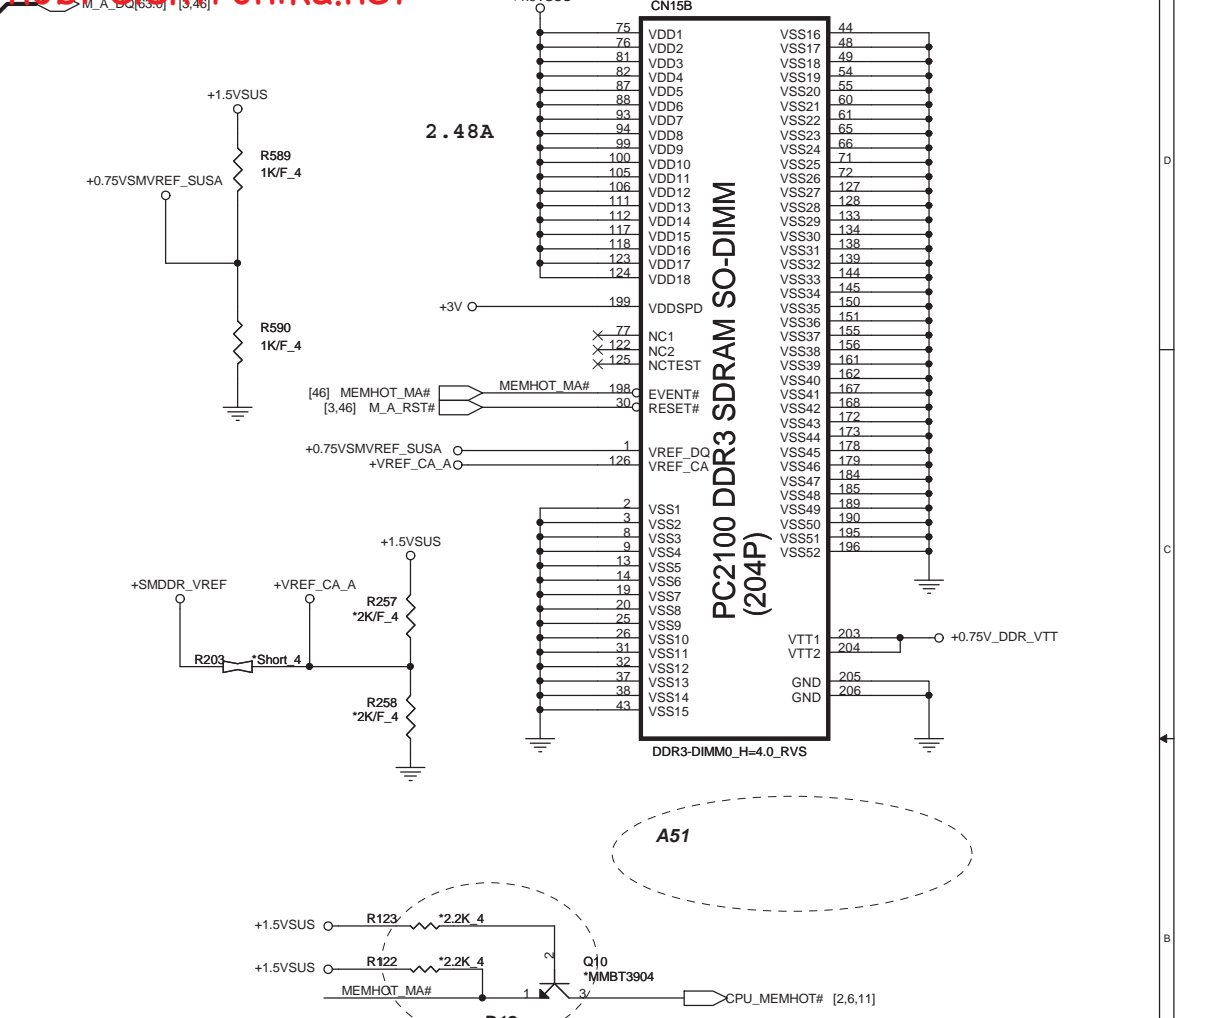 M_A_DQ[63:0] [3,46]
CN15B
+1.5VSUS
R589
1K/F_4
+0.75VSMVREF_SUSA
R590
1K/F_4
2.48A
75 VDD1
76 VDD2
81 VDD3
82 VDD4
87 VDD5
88 VDD6
93 VDD7
94 VDD8
99 VDD9
100 VDD10
105 VDD11
106 VDD12
111 VDD13
112 VDD14
117 VDD15
118 VDD16
123 VDD17
124 VDD18
+3V 199 VDDSPD
77 NC1
122 NC2
125 NCTEST
[46] MEMHOT_MA# MEMHOT_MA# 198 EVENT#
[3,46] M_A_RST# 30 RESET#
+0.75VSMVREF_SUSA 1 VREF_DQ
+VREF_CA_A 126 VREF_CA
2 VSS1
3 VSS2
8 VSS3
9 VSS4
13 VSS5
14 VSS6
19 VSS7
20 VSS8
25 VSS9
26 VSS10
31 VSS11
32 VSS12
37 VSS13
38 VSS14
43 VSS15
PC2100 DDR3 SDRAM SO-DIMM
(204P)
VSS16 44
VSS17 48
VSS18 49
VSS19 54
VSS20 55
VSS21 60
VSS22 61
VSS23 65
VSS24 66
VSS25 71
VSS26 72
VSS27 127
VSS28 128
VSS29 133
VSS30 134
VSS31 138
VSS32 139
VSS33 144
VSS34 145
VSS35 150
VSS36 151
VSS37 155
VSS38 156
VSS39 161
VSS40 162
VSS41 167
VSS42 168
VSS43 172
VSS44 173
VSS45 178
VSS46 179
VSS47 184
VSS48 185
VSS49 189
VSS50 190
VSS51 195
VSS52 196
VTT1 203 +0.75V_DDR_VTT
VTT2 204
GND 205
GND 206
DDR3-DIMM0_H=4.0_RVS
+1.5VSUS
+SMDDR_VREF +VREF_CA_A
R257
*2K/F_4
R203 *Short_4
R258
*2K/F_4
A51
+1.5VSUS R123 *2.2K_4
+1.5VSUS R122 *2.2K_4
2
Q10
*MMBT3904
MEMHOT_MA# 1 3 CPU_MEMHOT# [2,6,11]
D
C
B